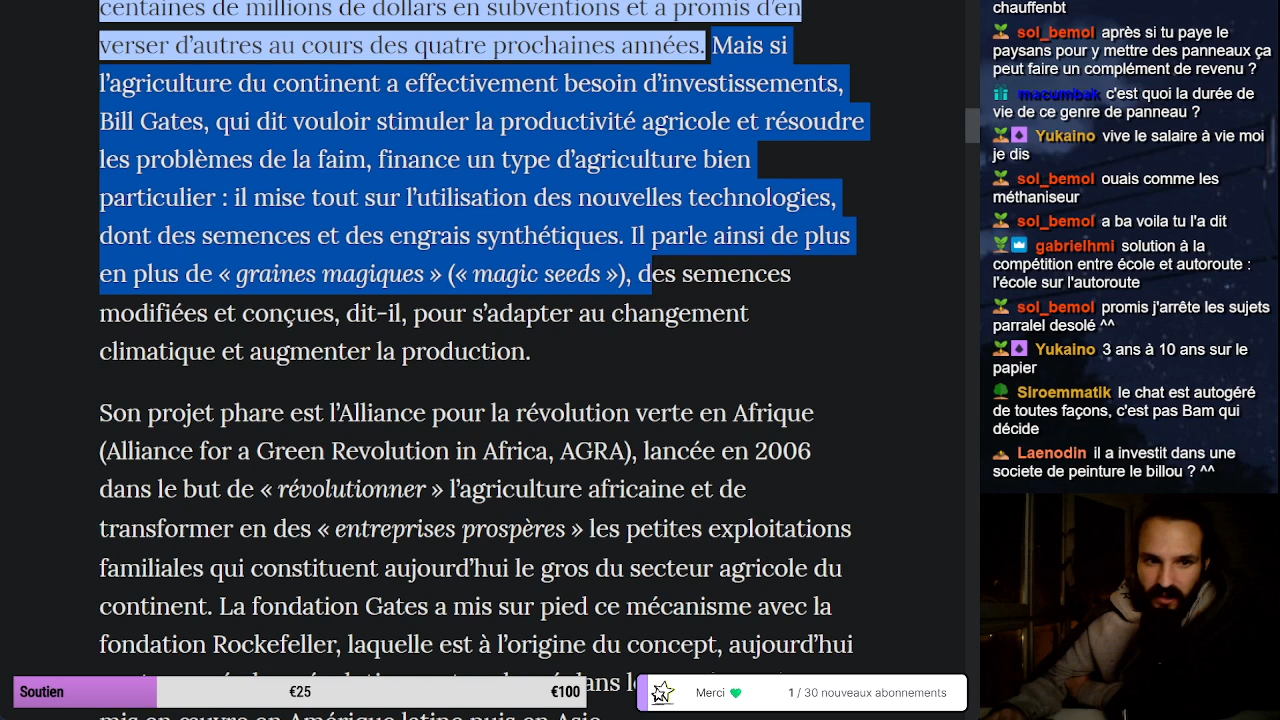 centaines de millions de dollars en subventions et a promis d'en
verser d'autres au cours des quatre prochaines années. Mais si
l'agriculture du continent a effectivement besoin d'investissements,
Bill Gates, qui dit vouloir stimuler la productivité agricole et résoudre
les problèmes de la faim, finance un type d'agriculture bien
particulier : il mise tout sur l'utilisation des nouvelles technologies,
dont des semences et des engrais synthétiques. Il parle ainsi de plus
en plus de « graines magiques » (« magic seeds »), des semences
modifiées et conçues, dit-il, pour s'adapter au changement
climatique et augmenter la production.
Son projet phare est l'Alliance pour la révolution verte en Afrique
(Alliance for a Green Revolution in Africa, AGRA), lancée en 2006
dans le but de « révolutionner » l'agriculture africaine et de
transformer en des « entreprises prospères » les petites exploitations
familiales qui constituent aujourd'hui le gros du secteur agricole du
continent. La fondation Gates a mis sur pied ce mécanisme avec la
fondation Rockefeller, laquelle est à l'origine du concept, aujourd'hui
mis en œuvre en Amérique latine puis en Asie
Soutien €25 €100
Merci 1 / 30 nouveaux abonnements
chauffenbt
sol_bemol après si tu paye le
paysans pour y mettre des panneaux ça
peut faire un complément de revenu ?
macumbak c'est quoi la durée de
vie de ce genre de panneau ?
Yukaino vive le salaire à vie moi
je dis
sol_bemol ouais comme les
méthaniseur
sol_bemol a ba voila tu l'a dit
gabrielhmi solution à la
compétition entre école et autoroute :
l'école sur l'autoroute
sol_bemol promis j'arrête les sujets
parralel desolé ^^
Yukaino 3 ans à 10 ans sur le
papier
Siroemmatik le chat est autogéré
de toutes façons, c'est pas Bam qui
décide
Laenodin il a investit dans une
societe de peinture le billou ? ^^